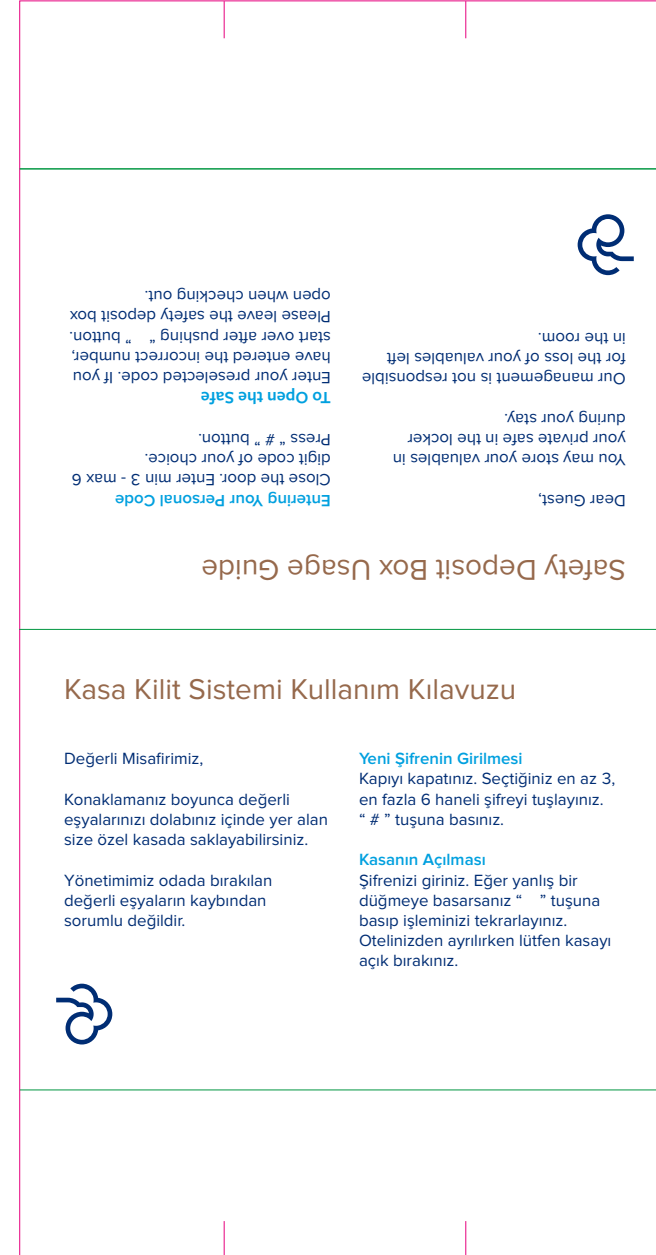 Safety Deposit Box Usage Guide
Dear Guest,
You may store your valuables in
your private safe in the locker
during your stay.
Our management is not responsible
for the loss of your valuables left
in the room.
Entering Your Personal Code
Close the door. Enter min 3 - max 6
digit code of your choice.
Press “ # ” button.
To Open the Safe
Enter your preselected code. If you
have entered the incorrect number,
start over after pushing “   ” button.
Please leave the safety deposit box
open when checking out.
Kasa Kilit Sistemi Kullanım Kılavuzu
Değerli Misafirimiz,
Konaklamanız boyunca değerli
eşyalarınızı dolabınız içinde yer alan
size özel kasada saklayabilirsiniz.
Yönetimimiz odada bırakılan
değerli eşyaların kaybından
sorumlu değildir.
Yeni Şifrenin Girilmesi
Kapıyı kapatınız. Seçtiğiniz en az 3,
en fazla 6 haneli şifreyi tuşlayınız.
“ # ” tuşuna basınız.
Kasanın Açılması
Şifrenizi giriniz. Eğer yanlış bir
düğmeye basarsanız “   ” tuşuna
basıp işleminizi tekrarlayınız.
Otelinizden ayrılırken lütfen kasayı
açık bırakınız.